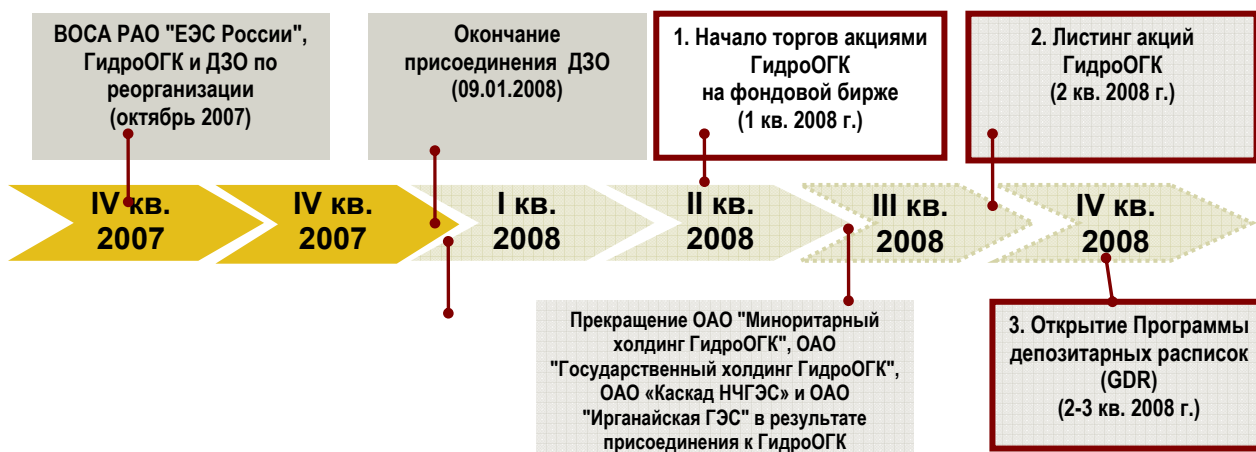 ВОСА РАО "ЕЭС России",
ГидроОГК и ДЗО по
реорганизации
(октябрь 2007)
Окончание
присоединения ДЗО
(09.01.2008)
1. Начало торгов акциями
ГидроОГК
на фондовой бирже
(1 кв. 2008 г.)
2. Листинг акций
ГидроОГК
(2 кв. 2008 г.)
IV кв.
2007
IV кв.
2007
I кв.
2008
II кв.
2008
III кв.
2008
IV кв.
2008
Прекращение ОАО "Миноритарный
холдинг ГидроОГК", ОАО
"Государственный холдинг ГидроОГК",
ОАО «Каскад НЧГЭС» и ОАО
"Ирганайская ГЭС" в результате
присоединения к ГидроОГК
3. Открытие Программы
депозитарных расписок
(GDR)
(2-3 кв. 2008 г.)